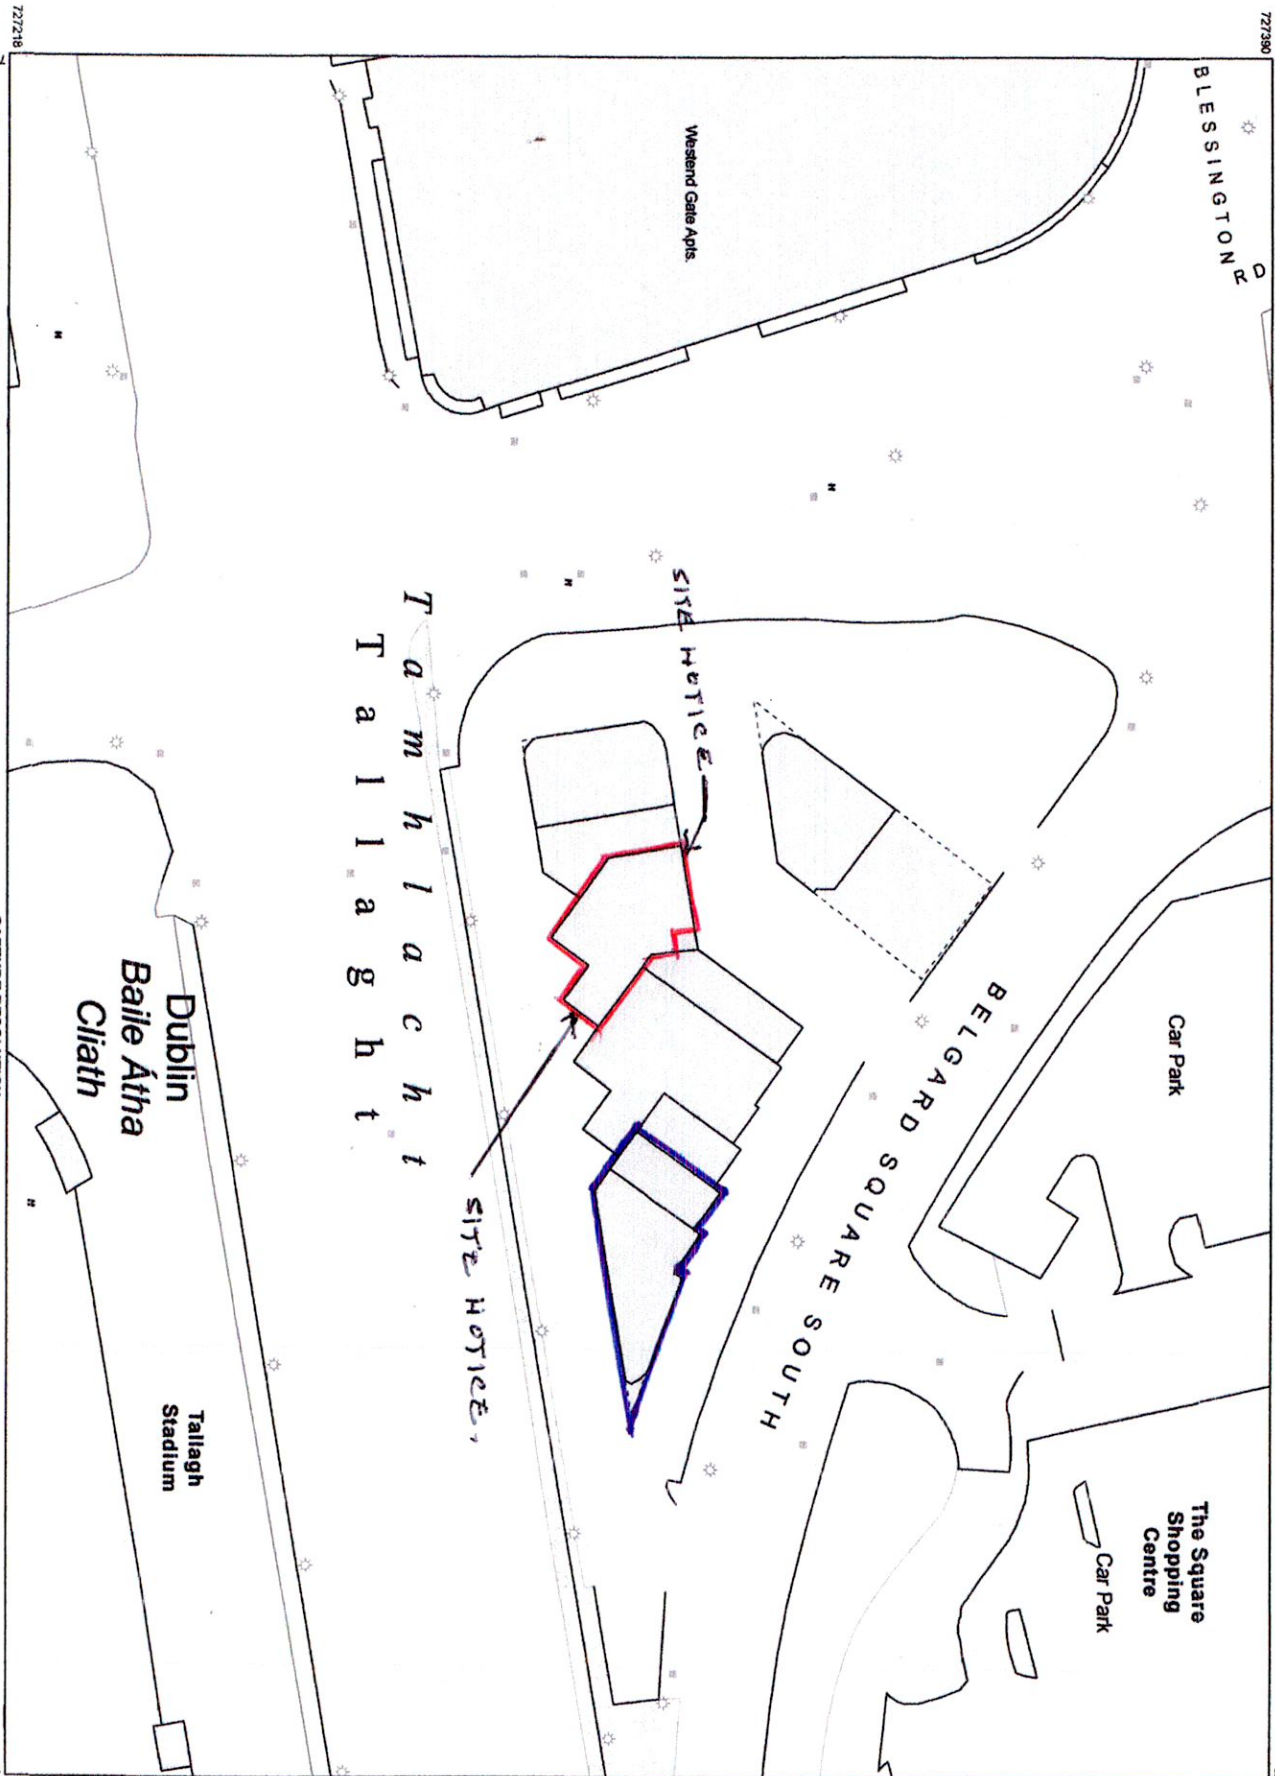 727218
727390
BLESSINGTON RD
Westend Gate Apts.
SITE NOTICE
Tamhlacht
Tallaght
BELGARD SQUARE SOUTH
Car Park
The Square
Shopping
Centre
Car Park
SITE NOTICE.
Dublin
Baile Átha
Cliath
Tallagh
Stadium